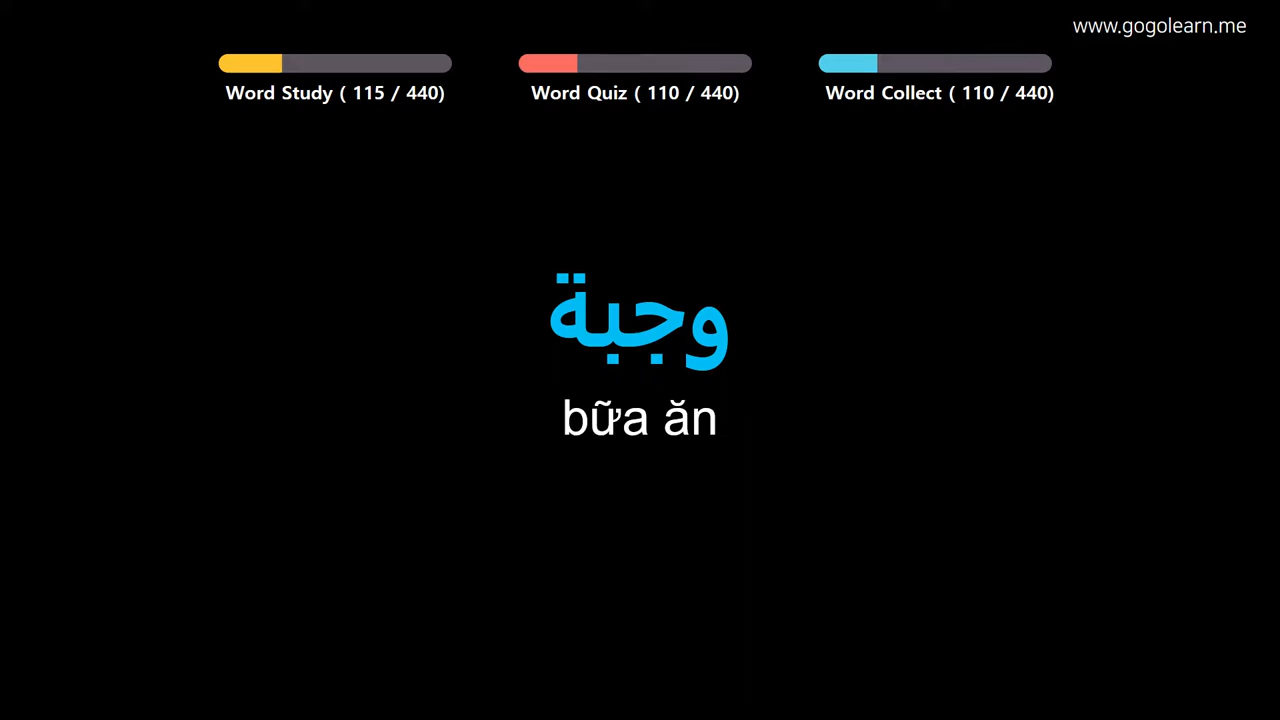 www.gogolearn.me
Word Study ( 115 / 440)
Word Quiz ( 110 / 440)
Word Collect ( 110 / 440)
وجبة
bữa ăn